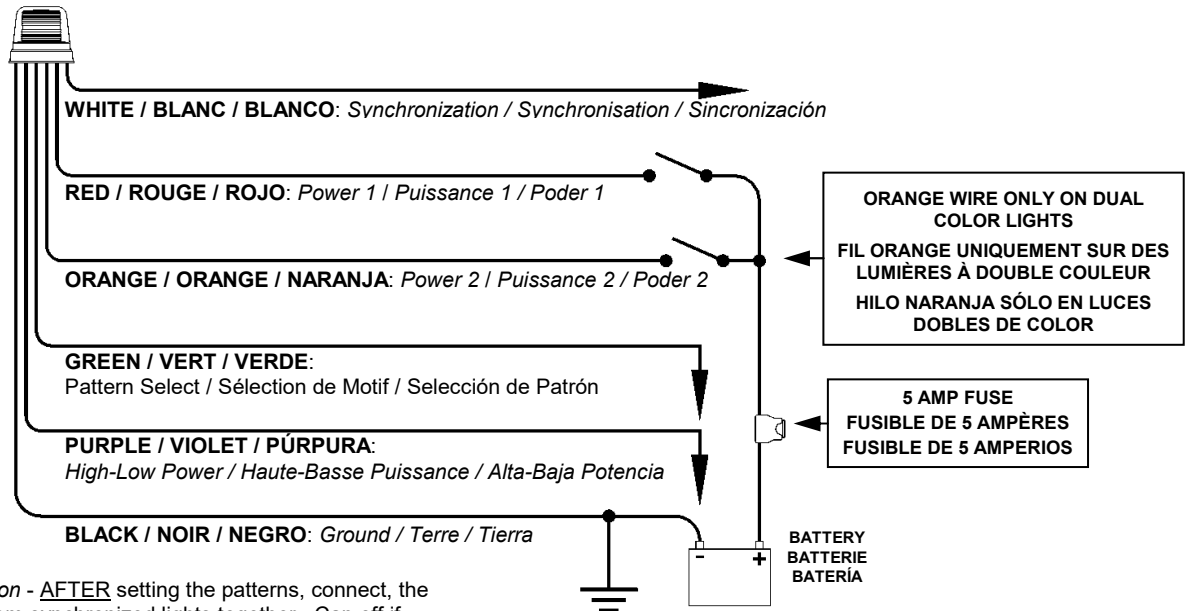 WHITE / BLANC / BLANCO: Synchronization / Synchronisation / Sincronización
RED / ROUGE / ROJO: Power 1 / Puissance 1 / Poder 1
ORANGE / ORANGE / NARANJA: Power 2 / Puissance 2 / Poder 2
ORANGE WIRE ONLY ON DUAL
COLOR LIGHTS
FIL ORANGE UNIQUEMENT SUR DES
LUMIÈRES À DOUBLE COULEUR
HILO NARANJA SÓLO EN LUCES
DOBLES DE COLOR
GREEN / VERT / VERDE:
Pattern Select / Sélection de Motif / Selección de Patrón
5 AMP FUSE
FUSIBLE DE 5 AMPÈRES
FUSIBLE DE 5 AMPERIOS
PURPLE / VIOLET / PÚRPURA:
High-Low Power / Haute-Basse Puissance / Alta-Baja Potencia
BLACK / NOIR / NEGRO: Ground / Terre / Tierra
- +
BATTERY
BATTERIE
BATERÍA
on - AFTER setting the patterns, connect, the
synchronized lights together. Cap off if